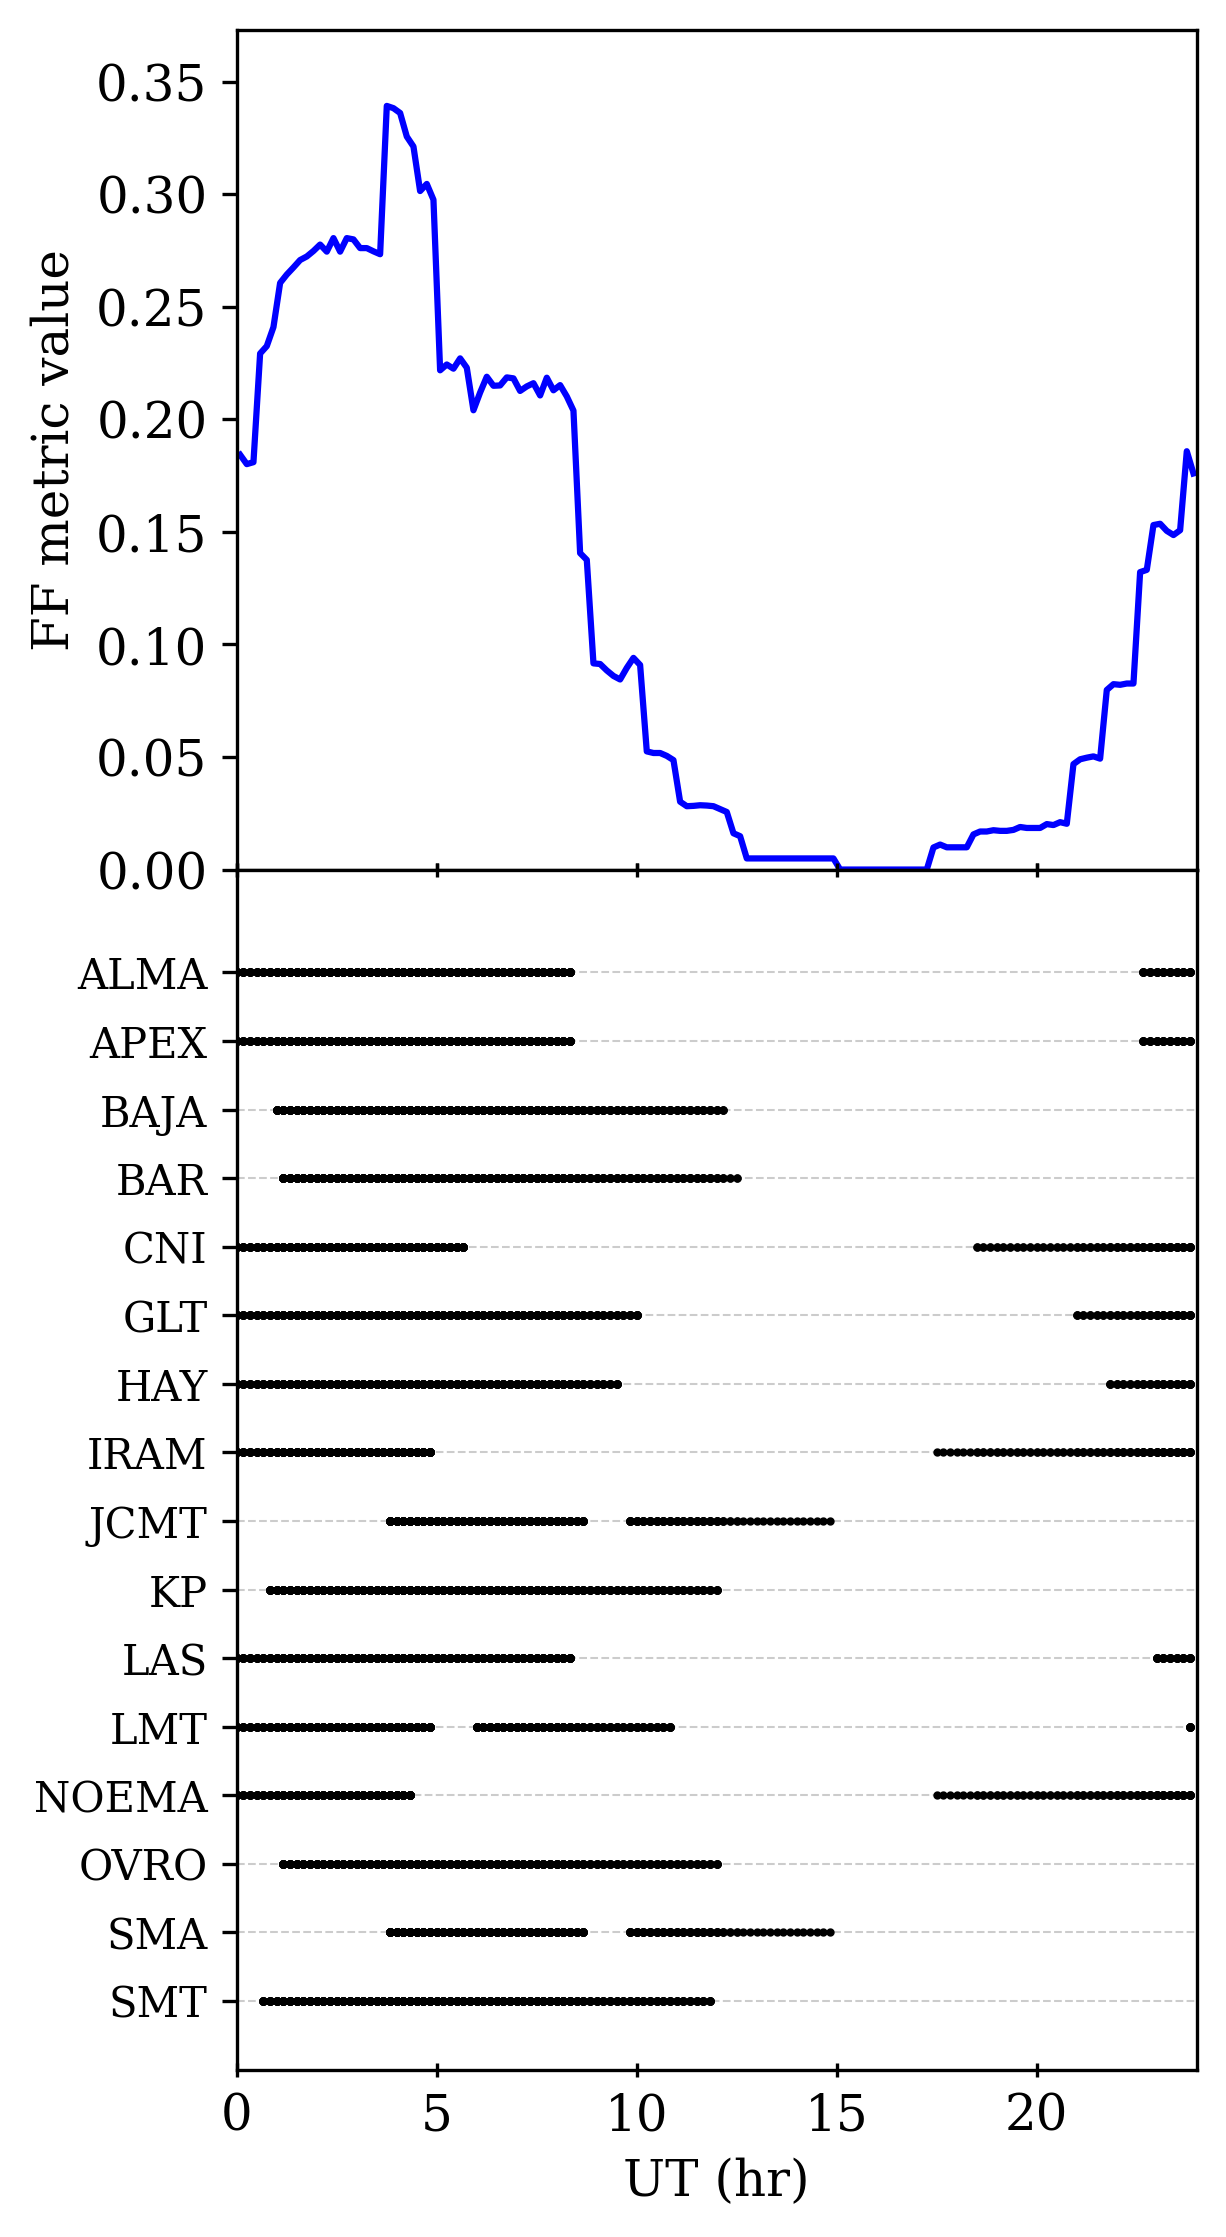 0.35
0.30
0.25
0.20
0.15
0.10
0.05
0.00
FF metric value
ALMA
APEX
BAJA
BAR
CNI
GLT
HAY
IRAM
JCMT
KP
LAS
LMT
NOEMA
OVRO
SMA
SMT
0 5 10 15 20
UT (hr)